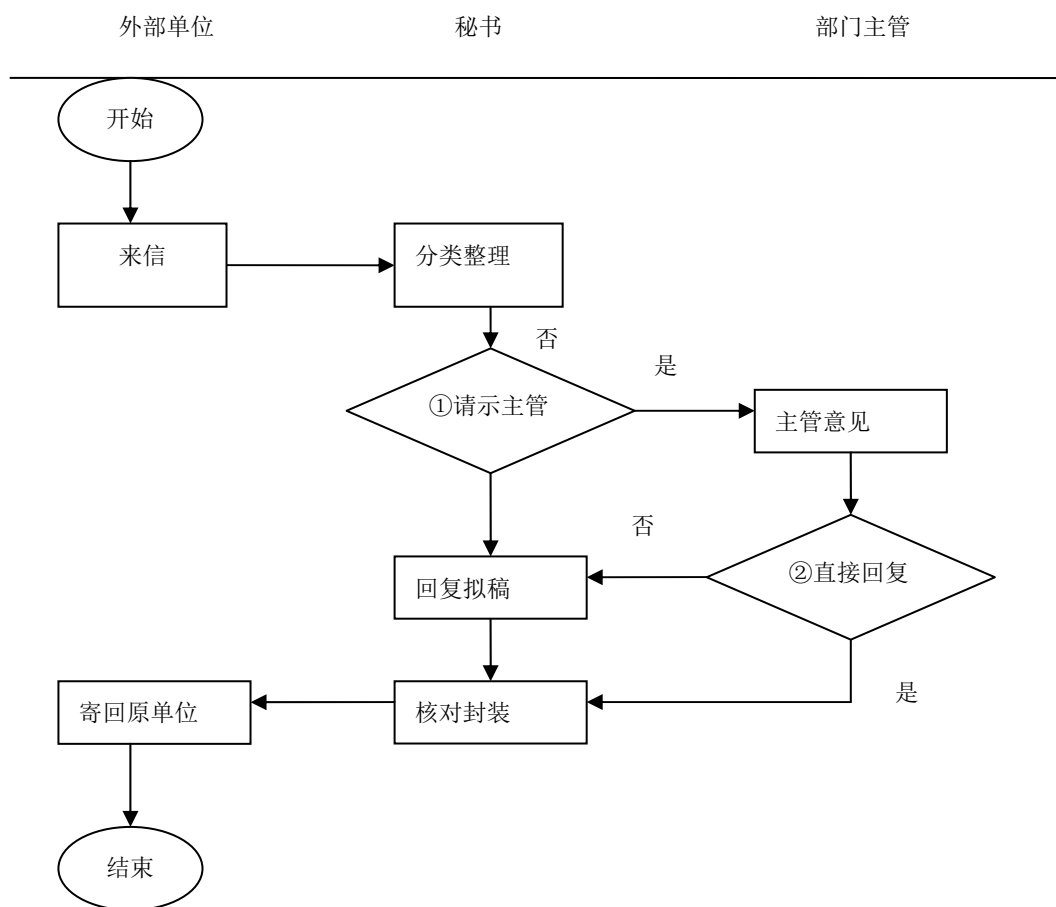 外部单位 秘书 部门主管
开始
来信 分类整理
否
是
①请示主管 主管意见
否
回复拟稿 ②直接回复
是
寄回原单位 核对封装
结束